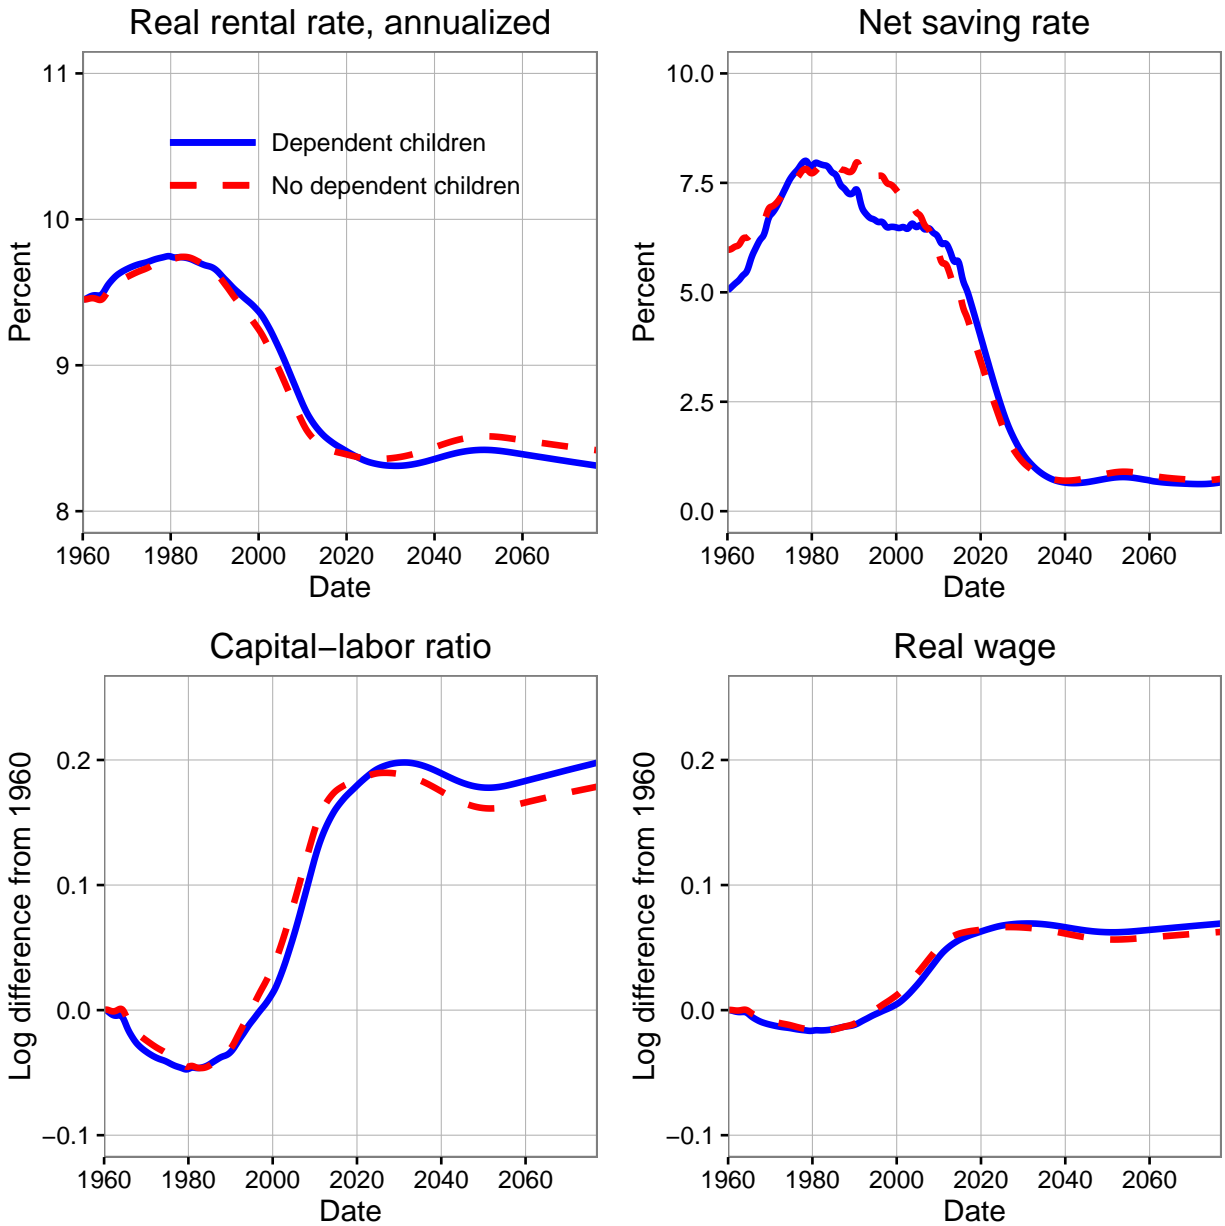 Real rental rate, annualized
Percent
11
10
9
8
Dependent children
No dependent children
1960 1980 2000 2020 2040 2060
Date
Net saving rate
Percent
10.0
7.5
5.0
2.5
0.0
1960 1980 2000 2020 2040 2060
Date
Capital−labor ratio
Log difference from 1960
0.2
0.1
0.0
−0.1
1960 1980 2000 2020 2040 2060
Date
Real wage
Log difference from 1960
0.2
0.1
0.0
−0.1
1960 1980 2000 2020 2040 2060
Date